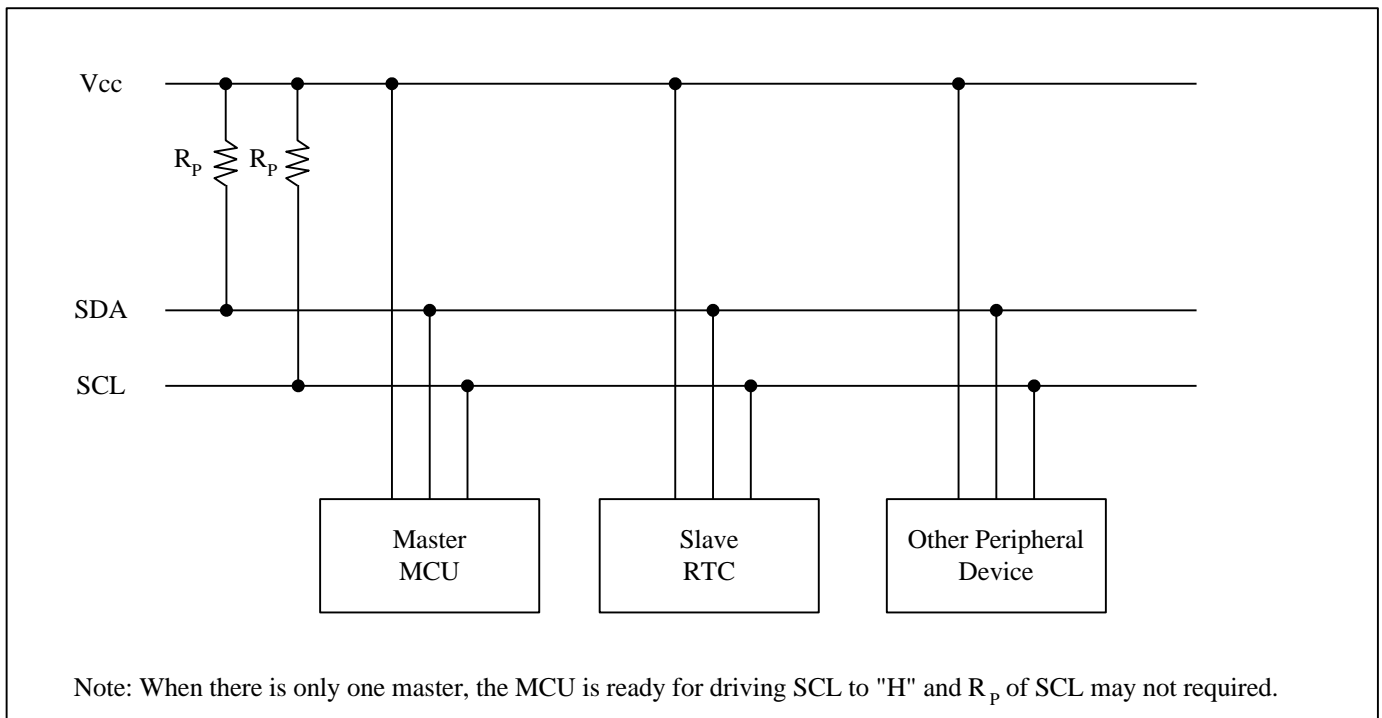 Vcc
R_P R_P
SDA
SCL
Master
MCU
Slave
RTC
Other Peripheral
Device
Note: When there is only one master, the MCU is ready for driving SCL to "H" and R_P of SCL may not required.